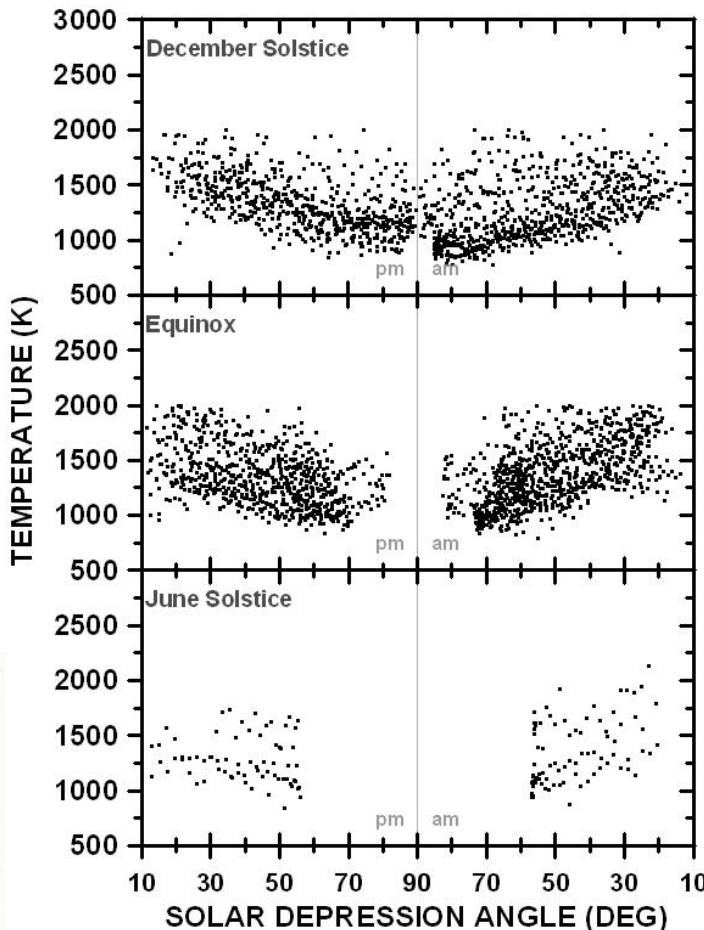 3000
December Solstice
2500
2000
1500
1000
pm am
500
Equinox
2500
2000
1500
1000
pm am
500
June Solstice
2500
2000
1500
1000
pm am
500
10 30 50 70 90 70 50 30 10
TEMPERATURE (K)
SOLAR DEPRESSION ANGLE (DEG)